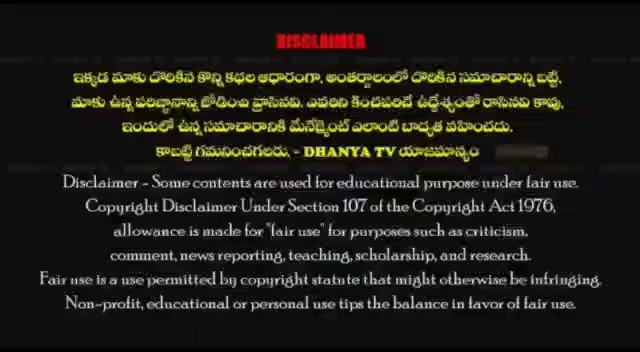 DISCLAIMER
ఇక్కడ మాకు దొరికిన కొన్ని కథల ఆధారంగా, అంతర్జాలంలో దొరికిన సమాచారాన్ని బట్టి,
మాకు ఉన్న పరిజ్ఞానాన్ని జోడించి వ్రాసినవి. ఎవరిని కించపరిచే ఉద్దేశ్యంతో రాసినవి కావు,
ఇందులో ఉన్న సమాచారానికి మేనేజ్మెంట్ ఎలాంటి బాధ్యత వహించదు.
కాబట్టి గమనించగలరు, - DHANYA TV యాజమాన్యం
Disclaimer - Some contents are used for educational purpose under fair use.
Copyright Disclaimer Under Section 107 of the Copyright Act 1976,
allowance is made for "fair use" for purposes such as criticism,
comment, news reporting, teaching, scholarship, and research.
Fair use is a use permitted by copyright statute that might otherwise be infringing.
Non-profit, educational or personal use tips the balance in favor of fair use.